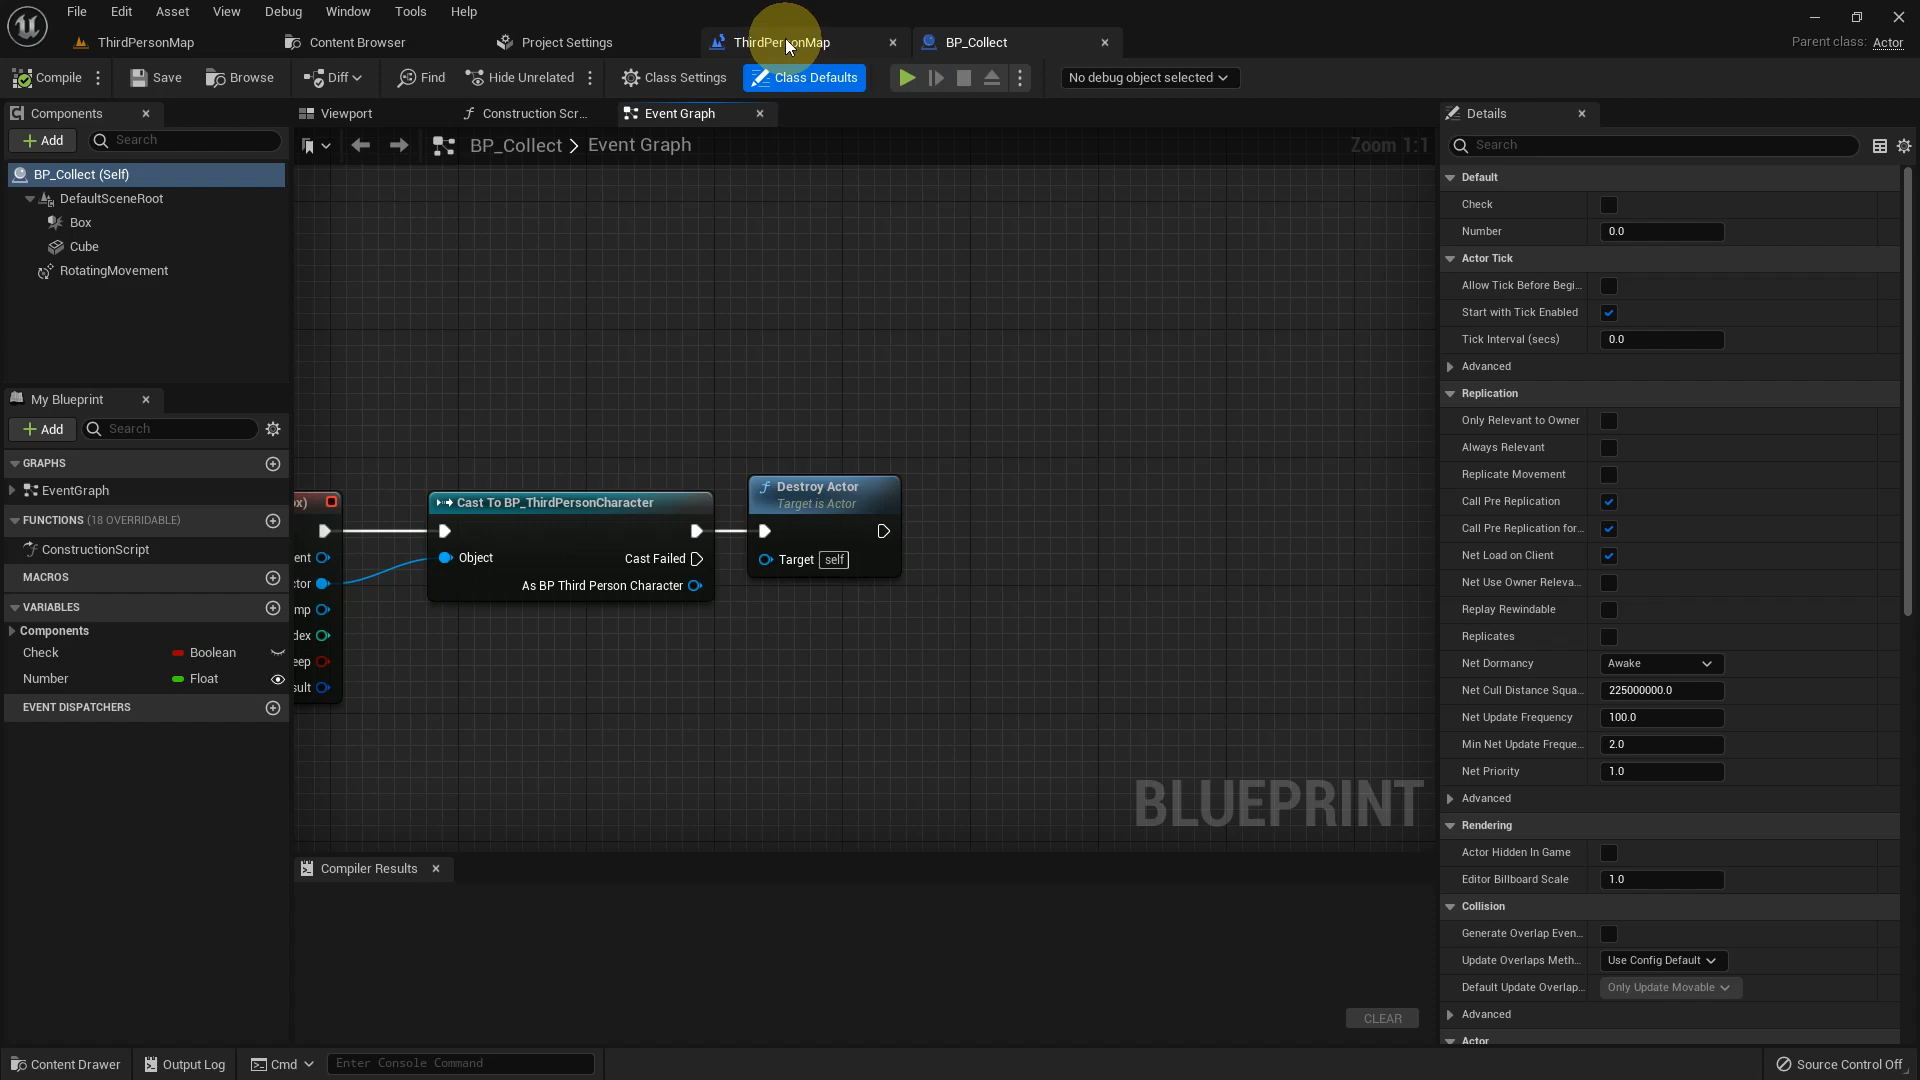 File Edit Asset View Debug Window Tools Help
ThirdPersonMap Content Browser Project Settings ThirdPersonMap BP_Collect Parent class: Actor
Compile Save Browse Diff Find Hide Unrelated Class Settings Class Defaults No debug object selected
Components Viewport Construction Scr... Event Graph Details
Add Search BP_Collect > Event Graph Zoom 1:1 Search
BP_Collect (Self)
DefaultSceneRoot
Box
Cube
RotatingMovement
My Blueprint
Add Search
GRAPHS
EventGraph
FUNCTIONS (18 OVERRIDABLE)
ConstructionScript
MACROS
VARIABLES
Components
Check Boolean
Number Float
EVENT DISPATCHERS
ox)
ent
tor
mp
dex
eep
sult
Cast To BP_ThirdPersonCharacter
Object Cast Failed
As BP Third Person Character
Destroy Actor
Target is Actor
Target self
BLUEPRINT
Compiler Results
CLEAR
Default
Check
Number 0.0
Actor Tick
Allow Tick Before Begi...
Start with Tick Enabled
Tick Interval (secs) 0.0
Advanced
Replication
Only Relevant to Owner
Always Relevant
Replicate Movement
Call Pre Replication
Call Pre Replication for...
Net Load on Client
Net Use Owner Releva...
Replay Rewindable
Replicates
Net Dormancy Awake
Net Cull Distance Squa... 225000000.0
Net Update Frequency 100.0
Min Net Update Freque... 2.0
Net Priority 1.0
Advanced
Rendering
Actor Hidden In Game
Editor Billboard Scale 1.0
Collision
Generate Overlap Even...
Update Overlaps Meth... Use Config Default
Default Update Overlap... Only Update Movable
Advanced
Actor
Content Drawer Output Log Cmd Enter Console Command Source Control Off